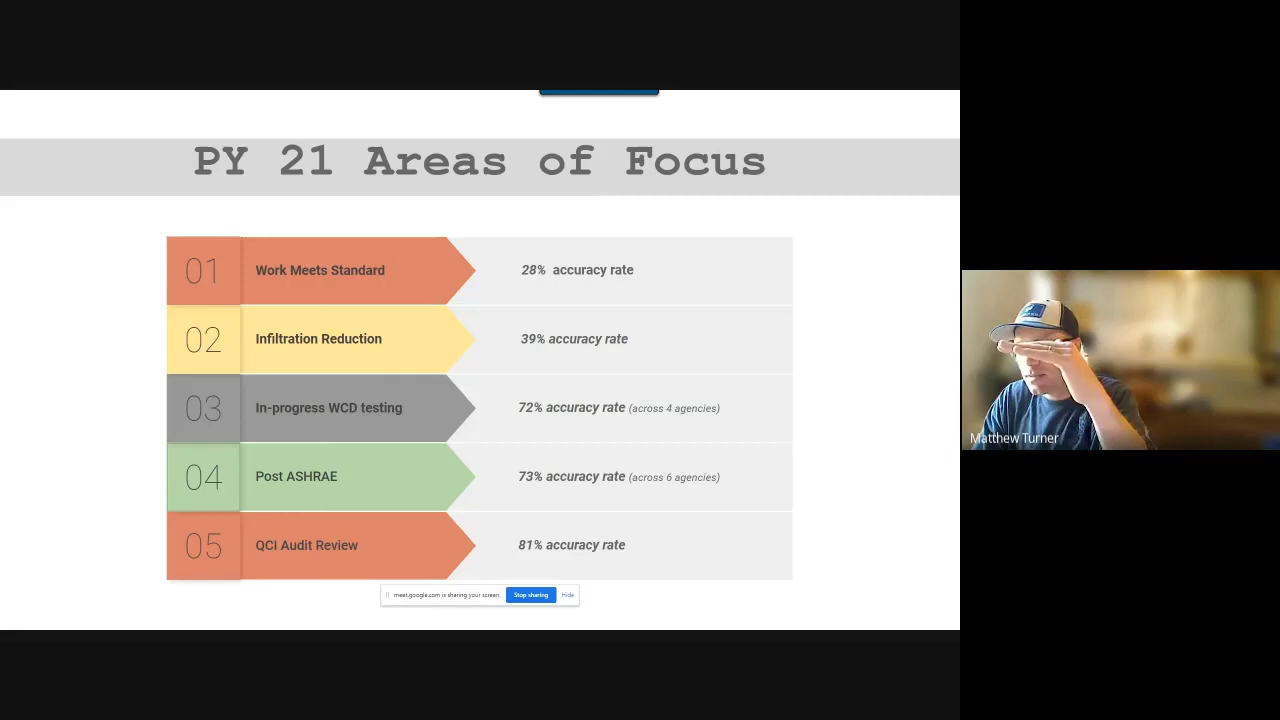 PY 21 Areas of Focus
01 Work Meets Standard 28% accuracy rate
02 Infiltration Reduction 39% accuracy rate
03 In-progress WCD testing 72% accuracy rate (across 4 agencies)
04 Post ASHRAE 73% accuracy rate (across 6 agencies)
05 QCI Audit Review 81% accuracy rate
meet.google.com is sharing your screen. Stop sharing Hide
Matthew Turner